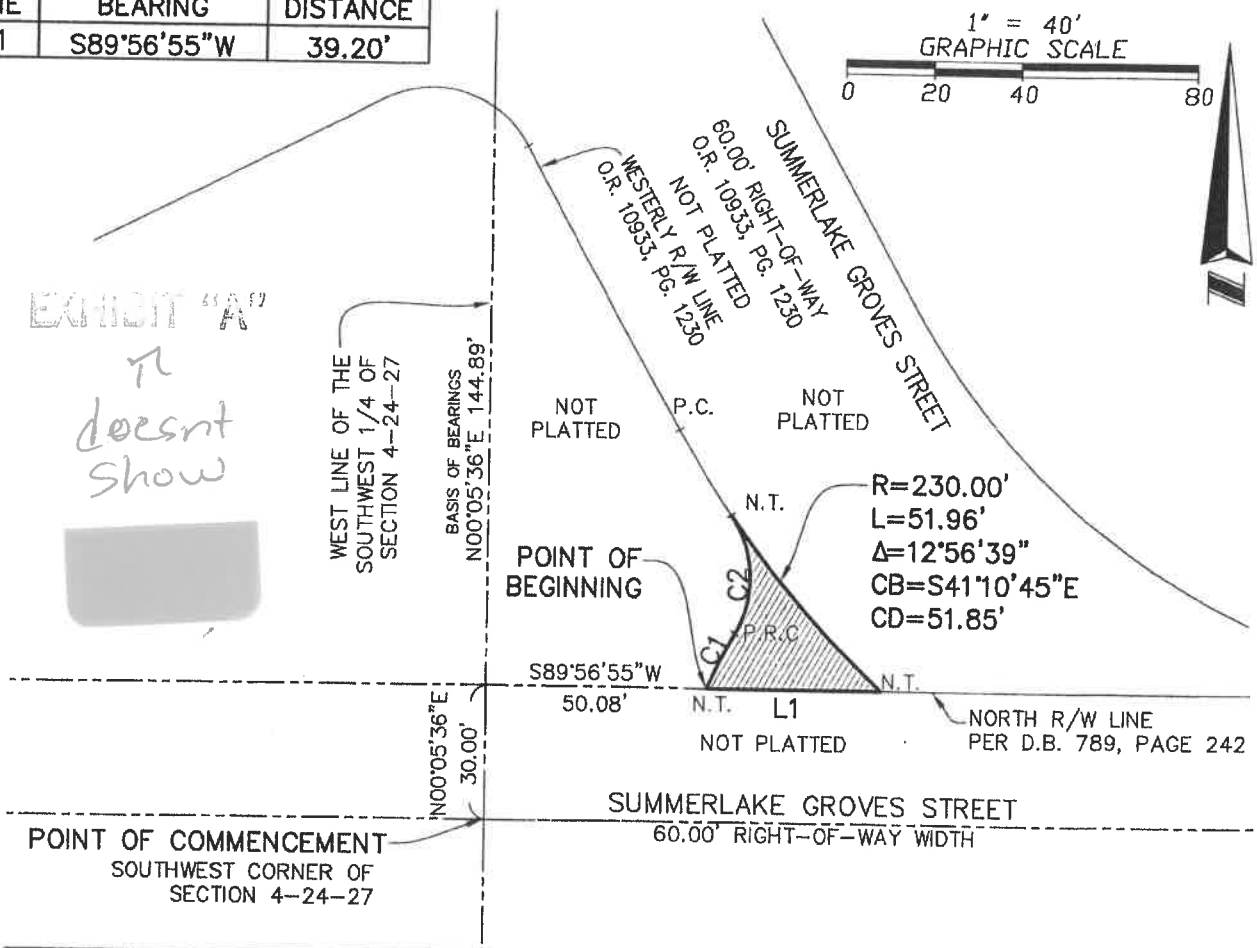 BEARING
DISTANCE
S89°56'55"W
39.20'
1" = 40'
GRAPHIC SCALE
0 20 40 80
SUMMERLAKE GROVES STREET
60.00' RIGHT-OF-WAY
O.R. 10933, PG. 1230
NOT PLATTED
WESTERLY R/W LINE
O.R. 10933, PG. 1230
EXHIBIT "A"
doesnt
show
WEST LINE OF THE
SOUTHWEST 1/4 OF
SECTION 4-24-27
BASIS OF BEARINGS
N00°05'36"E 144.89'
NOT
PLATTED
P.C.
NOT
PLATTED
N.T.
R=230.00'
L=51.96'
Δ=12°56'39"
CB=S41°10'45"E
CD=51.85'
POINT OF
BEGINNING
C2
C1
P.R.C
S89°56'55"W
50.08'
N.T.
L1
N.T.
NOT PLATTED
NORTH R/W LINE
PER D.B. 789, PAGE 242
N00°05'36"E
30.00'
SUMMERLAKE GROVES STREET
60.00' RIGHT-OF-WAY WIDTH
POINT OF COMMENCEMENT
SOUTHWEST CORNER OF
SECTION 4-24-27